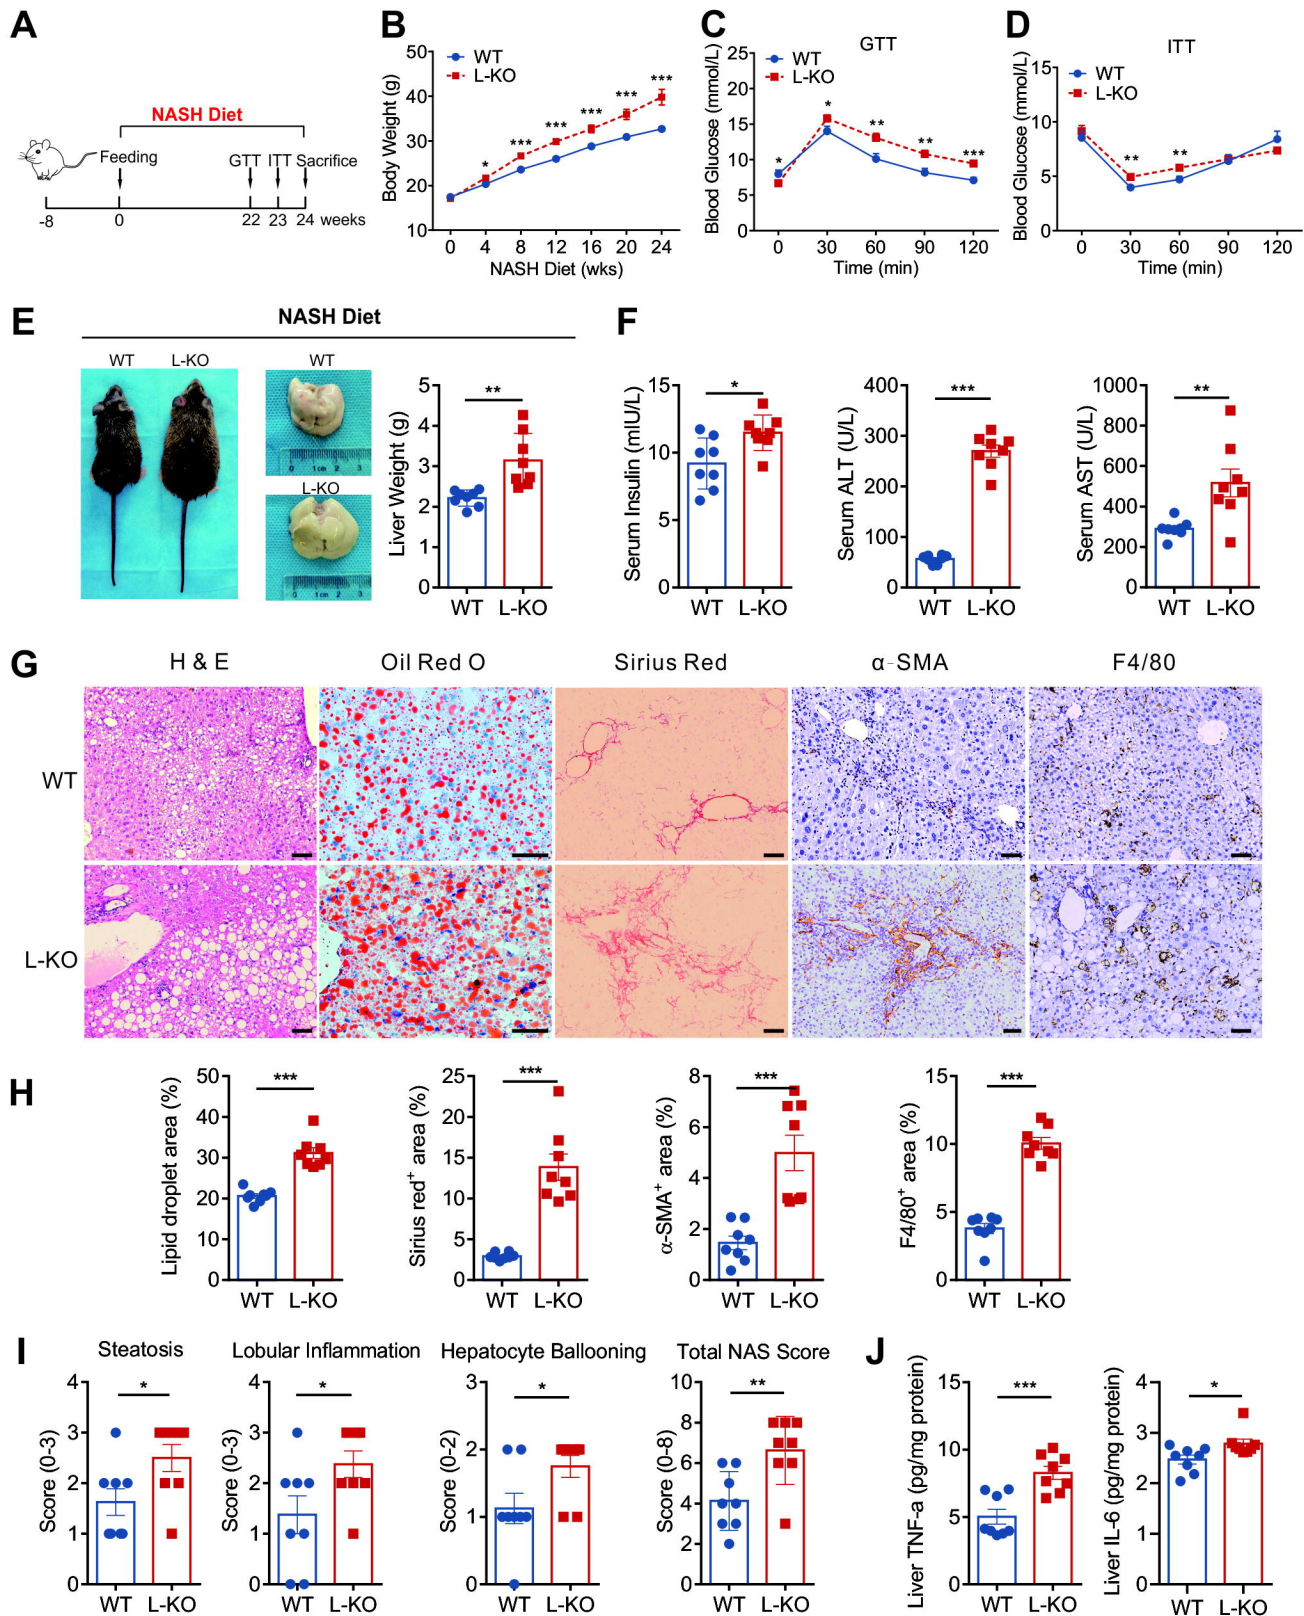 A
NASH Diet
Feeding
GTT ITT Sacrifice
-8 0 22 23 24 weeks
B
Body Weight (g)
50
40
30
20
10
WT
L-KO
* *** *** *** *** ***
0 4 8 12 16 20 24
NASH Diet (wks)
C
GTT
Blood Glucose (mmol/L)
25
20
15
10
5
0
WT
L-KO
* * ** ** ***
0 30 60 90 120
Time (min)
D
ITT
Blood Glucose (mmol/L)
15
10
5
0
WT
L-KO
** **
0 30 60 90 120
Time (min)
E
NASH Diet
WT L-KO
WT
0 1cm 2 3
L-KO
0 1cm 2 3
Liver Weight (g)
5
4
3
2
1
0
**
WT L-KO
F
Serum Insulin (mIU/L)
15
10
5
0
*
WT L-KO
Serum ALT (U/L)
400
300
200
100
0
***
WT L-KO
Serum AST (U/L)
1000
800
600
400
200
0
**
WT L-KO
G
H & E Oil Red O Sirius Red α-SMA F4/80
WT
L-KO
H
Lipid droplet area (%)
50
40
30
20
10
0
***
WT L-KO
Sirius red+ area (%)
25
20
15
10
5
0
***
WT L-KO
α-SMA+ area (%)
8
6
4
2
0
***
WT L-KO
F4/80+ area (%)
15
10
5
0
***
WT L-KO
I
Steatosis
Score (0-3)
4
3
2
1
0
*
WT L-KO
Lobular Inflammation
Score (0-3)
4
3
2
1
0
*
WT L-KO
Hepatocyte Ballooning
Score (0-2)
3
2
1
0
*
WT L-KO
Total NAS Score
Score (0-8)
10
8
6
4
2
0
**
WT L-KO
J
Liver TNF-a (pg/mg protein)
15
10
5
0
***
WT L-KO
Liver IL-6 (pg/mg protein)
4
3
2
1
0
*
WT L-KO